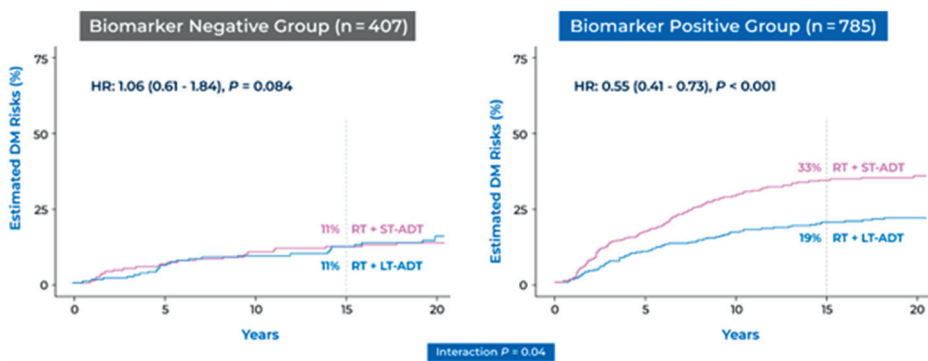 Biomarker Negative Group (n = 407)
Estimated DM Risks (%)
75
50
25
0
HR: 1.06 (0.61 - 1.84), P = 0.084
11% RT + ST-ADT
11% RT + LT-ADT
0 5 10 15 20
Years
Biomarker Positive Group (n = 785)
Estimated DM Risks (%)
75
50
25
0
HR: 0.55 (0.41 - 0.73), P < 0.001
33% RT + ST-ADT
19% RT + LT-ADT
0 5 10 15 20
Years
Interaction P = 0.04